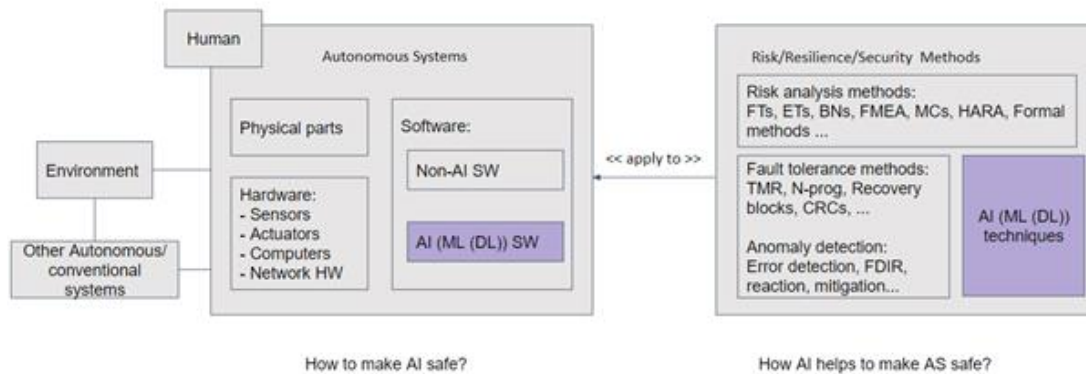 Human
Autonomous Systems
Physical parts
Hardware:
- Sensors
- Actuators
- Computers
- Network HW
Software:
Non-AI SW
AI (ML (DL)) SW
Environment
Other Autonomous/
conventional
systems
<< apply to >>
Risk/Resilience/Security Methods
Risk analysis methods:
FTs, ETs, BNs, FMEA, MCs, HARA, Formal
methods ...
Fault tolerance methods:
TMR, N-prog, Recovery
blocks, CRCs, ...
Anomaly detection:
Error detection, FDIR,
reaction, mitigation...
AI (ML (DL))
techniques
How to make AI safe?
How AI helps to make AS safe?